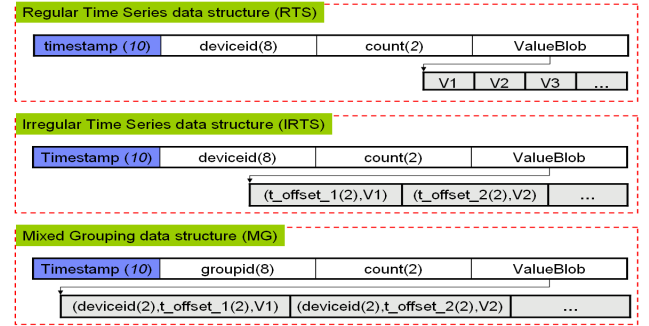 Regular Time Series data structure (RTS)
timestamp (10) deviceid(8) count(2) ValueBlob
V1 V2 V3 ...
Irregular Time Series data structure (IRTS)
Timestamp (10) deviceid(8) count(2) ValueBlob
(t_offset_1(2),V1) (t_offset_2(2),V2) ...
Mixed Grouping data structure (MG)
Timestamp (10) groupid(8) count(2) ValueBlob
(deviceid(2),t_offset_1(2),V1) (deviceid(2),t_offset_2(2),V2) ...